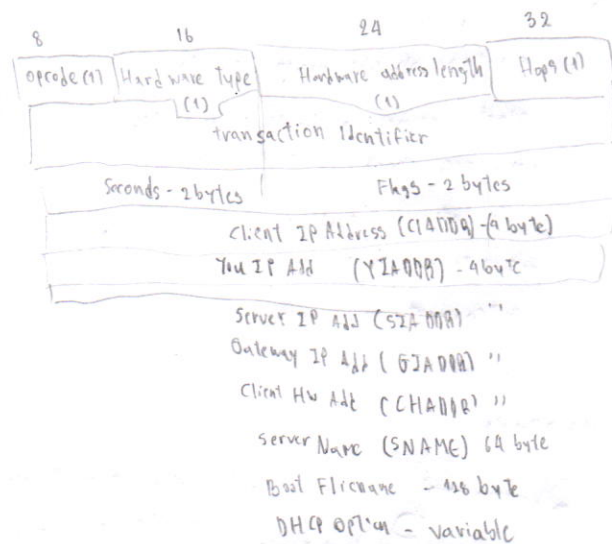 8 16 24 32
opcode (1) Hardware Type Hardware address length Hops (1)
(1) (1)
transaction Identifier
Seconds - 2 bytes Flags - 2 bytes
Client IP Address (CIADDR) - (4 byte)
You IP Add (YIADDR) - 4 byte
Server IP Add (SIADDR) "
Gateway IP Add (GIADDR) "
Client Hw Add (CHADDR) "
Server Name (SNAME) 64 byte
Boot Filename - 128 byte
DHCP Option - variable